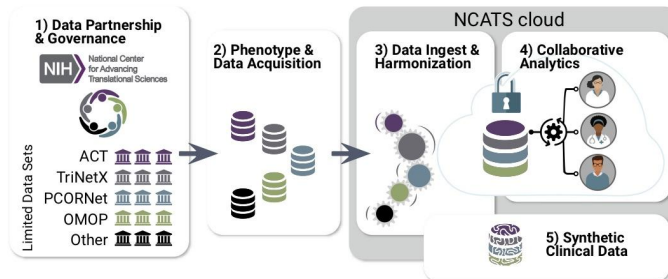 1) Data Partnership
& Governance
NIH
National Center
for Advancing
Translational Sciences
Limited Data Sets
ACT
TriNetX
PCORNet
OMOP
Other
2) Phenotype &
Data Acquisition
NCATS cloud
3) Data Ingest &
Harmonization
4) Collaborative
Analytics
5) Synthetic
Clinical Data